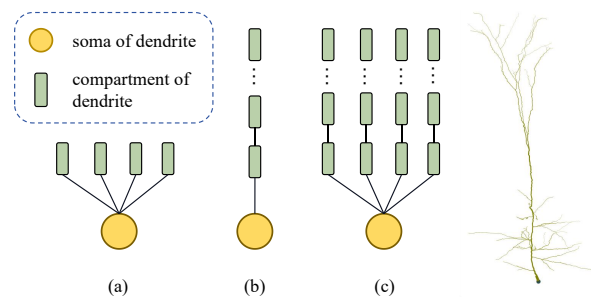 soma of dendrite
compartment of
dendrite
(a)
(b)
(c)